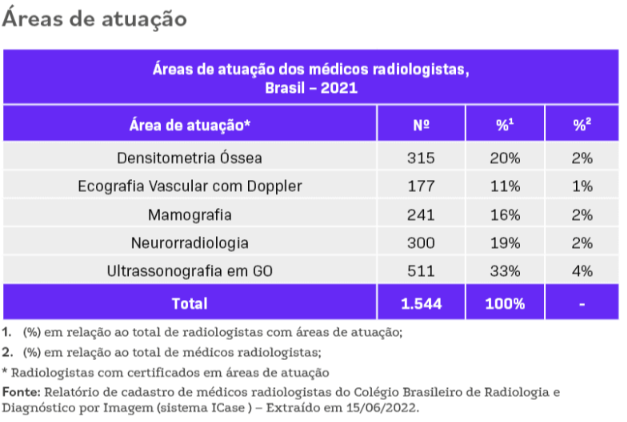 Áreas de atuação
Áreas de atuação dos médicos radiologistas,
Brasil – 2021
Área de atuação* Nº %¹ %²
Densitometria Óssea 315 20% 2%
Ecografia Vascular com Doppler 177 11% 1%
Mamografia 241 16% 2%
Neurorradiologia 300 19% 2%
Ultrassonografia em GO 511 33% 4%
Total 1.544 100% -
1. (%) em relação ao total de radiologistas com áreas de atuação;
2. (%) em relação ao total de médicos radiologistas;
* Radiologistas com certificados em áreas de atuação
Fonte: Relatório de cadastro de médicos radiologistas do Colégio Brasileiro de Radiologia e
Diagnóstico por Imagem (sistema ICase ) – Extraído em 15/06/2022.